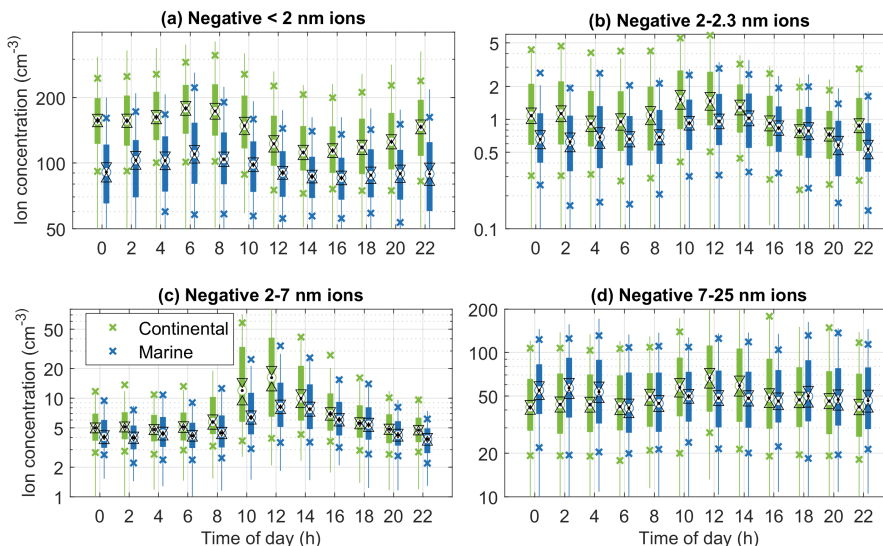 (a) Negative < 2 nm ions
Ion concentration (cm-3)
200
100
50
0 2 4 6 8 10 12 14 16 18 20 22
(b) Negative 2-2.3 nm ions
5
2
1
0.5
0.1
0 2 4 6 8 10 12 14 16 18 20 22
(c) Negative 2-7 nm ions
Ion concentration (cm-3)
50
20
10
5
2
1
Continental
Marine
0 2 4 6 8 10 12 14 16 18 20 22
Time of day (h)
(d) Negative 7-25 nm ions
200
100
50
20
10
0 2 4 6 8 10 12 14 16 18 20 22
Time of day (h)